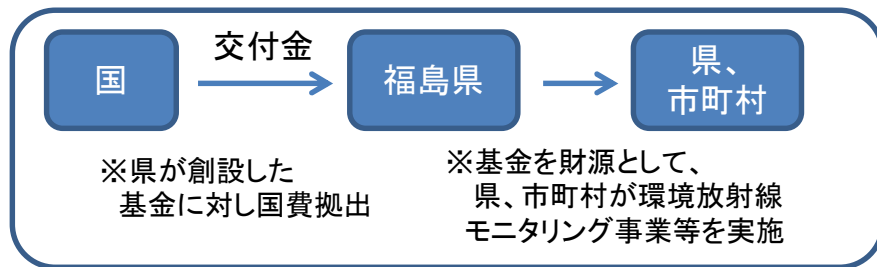 国
交付金
福島県
県、
市町村
※県が創設した
基金に対し国費拠出
※基金を財源として、
県、市町村が環境放射線
モニタリング事業等を実施